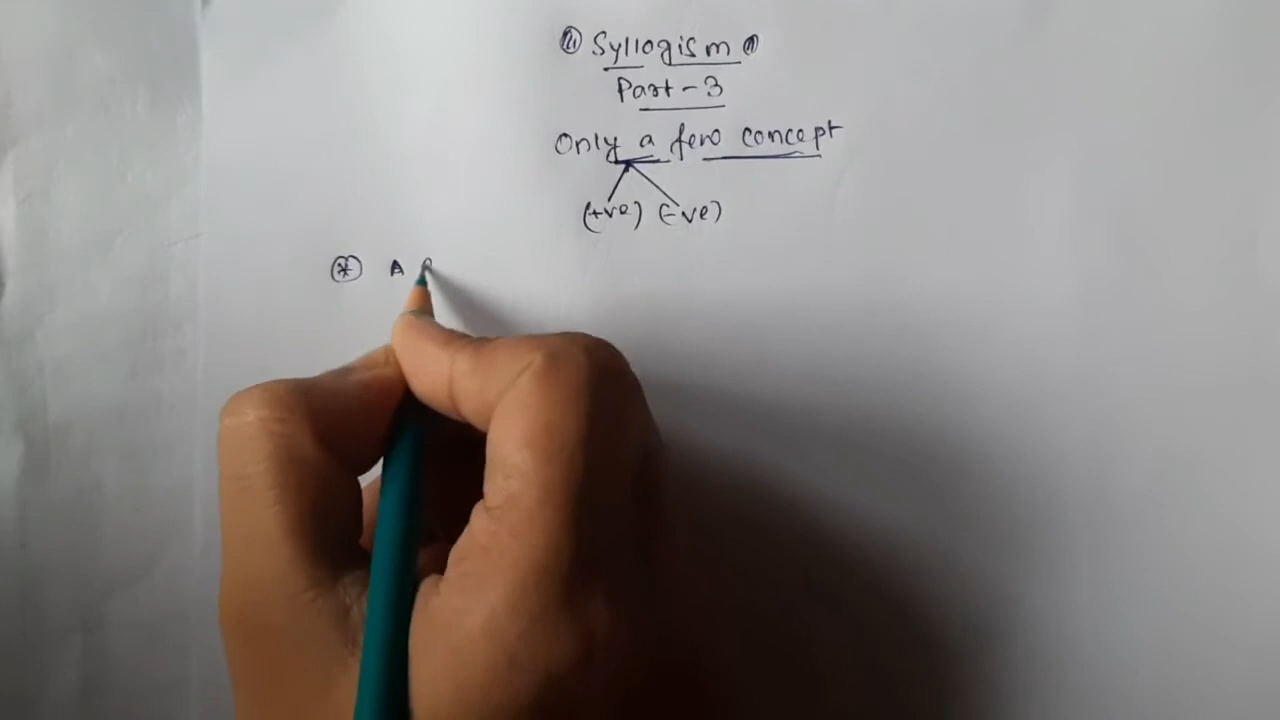 Syllogism
Part-3
Only a few concept
(+ve) (-ve)
* A